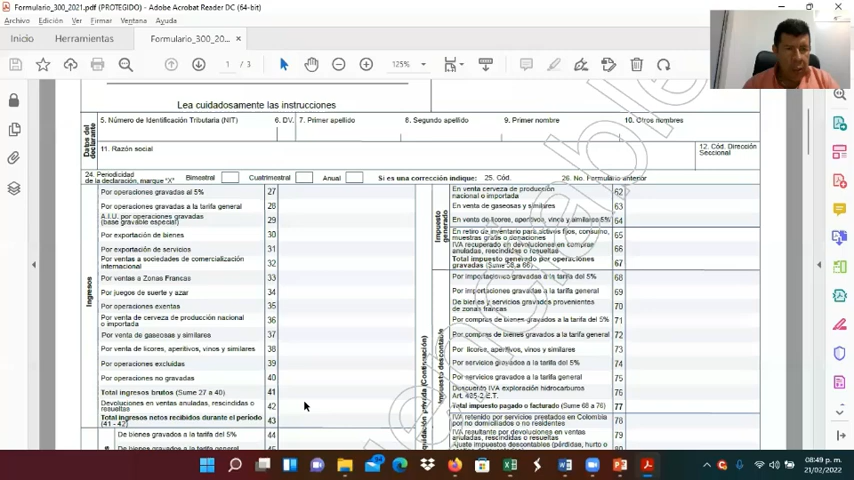 Formulario_300_2021.pdf (PROTEGIDO) - Adobe Acrobat Reader DC (64-bit)
Archivo Edición Ver Firmar Ventana Ayuda
Inicio Herramientas Formulario_300_20... ×
1 / 3 125%
Lea cuidadosamente las instrucciones
Datos del declarante
5. Número de Identificación Tributaria (NIT) 6. DV. 7. Primer apellido 8. Segundo apellido 9. Primer nombre 10. Otros nombres
11. Razón social 12. Cód. Dirección Seccional
24. Periodicidad de la declaración, marque "X" Bimestral Cuatrimestral Anual Si es una corrección indique: 25. Cód. 26. No. Formulario anterior
Ingresos
Por operaciones gravadas al 5% 27
Por operaciones gravadas a la tarifa general 28
A.I.U. por operaciones gravadas (base gravable especial) 29
Por exportación de bienes 30
Por exportación de servicios 31
Por ventas a sociedades de comercialización internacional 32
Por ventas a Zonas Francas 33
Por juegos de suerte y azar 34
Por operaciones exentas 35
Por venta de cerveza de producción nacional o importada 36
Por venta de gaseosas y similares 37
Por venta de licores, aperitivos, vinos y similares 38
Por operaciones excluidas 39
Por operaciones no gravadas 40
Total ingresos brutos (Sume 27 a 40) 41
Devoluciones en ventas anuladas, rescindidas o resueltas 42
Total ingresos netos recibidos durante el período (41 - 42) 43
De bienes gravados a la tarifa del 5% 44
45
Liquidación privada (Continuación)
Impuesto generado
En venta cerveza de producción nacional o importada 62
En venta de gaseosas y similares 63
En venta de licores, aperitivos, vinos y similares 5% 64
En retiro de inventario para activos fijos, consumo, muestras gratis o donaciones 65
IVA recuperado en devoluciones en compras anuladas, rescindidas o resueltas 66
Total impuesto generado por operaciones gravadas (Sume 58 a 66) 67
Impuesto descontable
Por importaciones gravadas a la tarifa del 5% 68
Por importaciones gravadas a la tarifa general 69
De bienes y servicios gravados provenientes de zonas francas 70
Por compras de bienes gravados a la tarifa del 5% 71
Por compras de bienes gravados a la tarifa general 72
Por licores, aperitivos, vinos y similares 73
Por servicios gravados a la tarifa del 5% 74
Por servicios gravados a la tarifa general 75
Descuento IVA exploración hidrocarburos Art. 485-2 E.T. 76
Total impuesto pagado o facturado (Sume 68 a 76) 77
IVA retenido por servicios prestados en Colombia por no domiciliados o no residentes 78
IVA resultante por devoluciones en ventas anuladas, rescindidas o resueltas 79
Ajuste impuestos descontables (pérdidas, hurto o 80
08:49 p. m.
21/02/2022